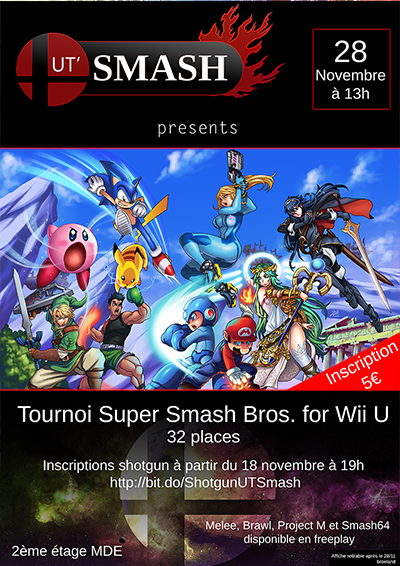 UT' SMASH
28
Novembre
à 13h
presents
Inscription
5€
Tournoi Super Smash Bros. for Wii U
32 places
Inscriptions shotgun à partir du 18 novembre à 19h
http://bit.do/ShotgunUTSmash
Melee, Brawl, Project M et Smash64
disponible en freeplay
2ème étage MDE
Affiche retirable après le 28/11